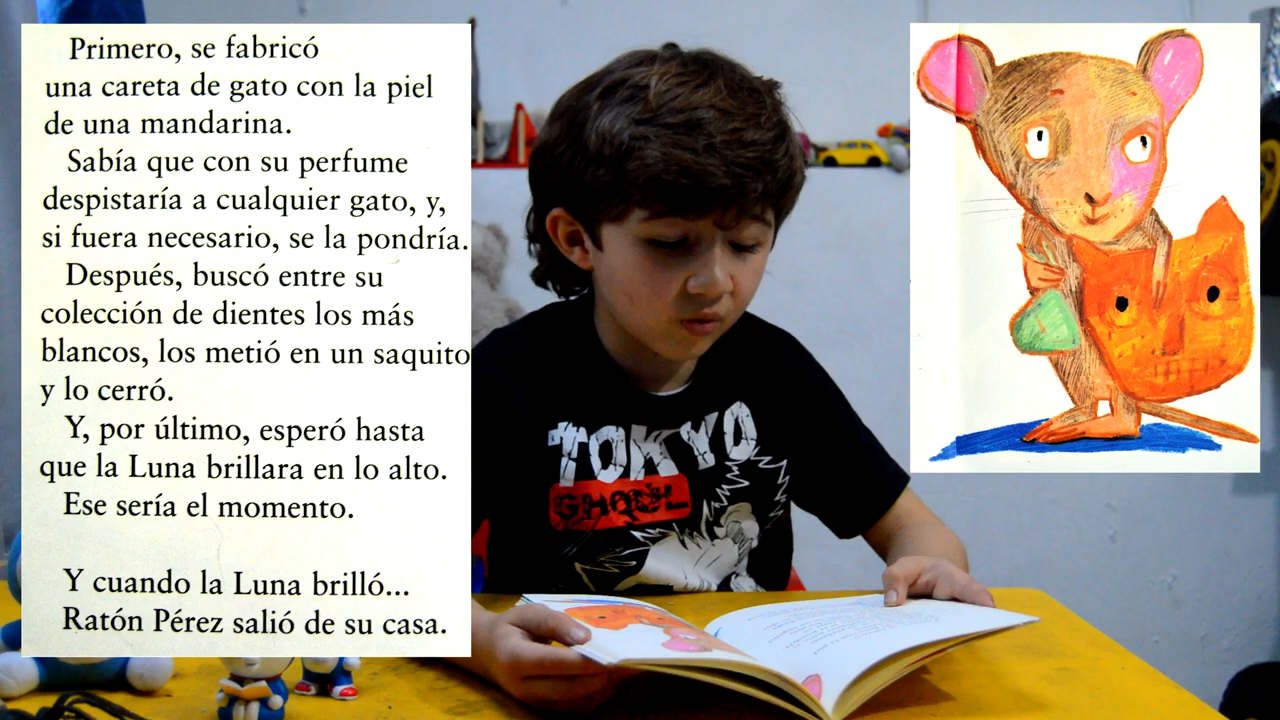 Primero, se fabricó
una careta de gato con la piel
de una mandarina.
Sabía que con su perfume
despistaría a cualquier gato, y,
si fuera necesario, se la pondría.
Después, buscó entre su
colección de dientes los más
blancos, los metió en un saquito
y lo cerró.
Y, por último, esperó hasta
que la Luna brillara en lo alto.
Ese sería el momento.
Y cuando la Luna brilló...
Ratón Pérez salió de su casa.
TOKYO
GHOUL